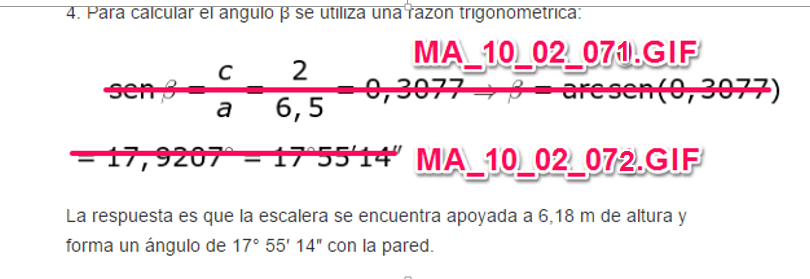 4. Para calcular el ángulo β se utiliza una razón trigonométrica:
MA_10_02_071.GIF
sen β = c/a = 2/6,5 = 0,3077 ⇒ β = arcsen(0,3077)
= 17,9207° = 17°55'14" MA_10_02_072.GIF
La respuesta es que la escalera se encuentra apoyada a 6,18 m de altura y
forma un ángulo de 17° 55' 14" con la pared.